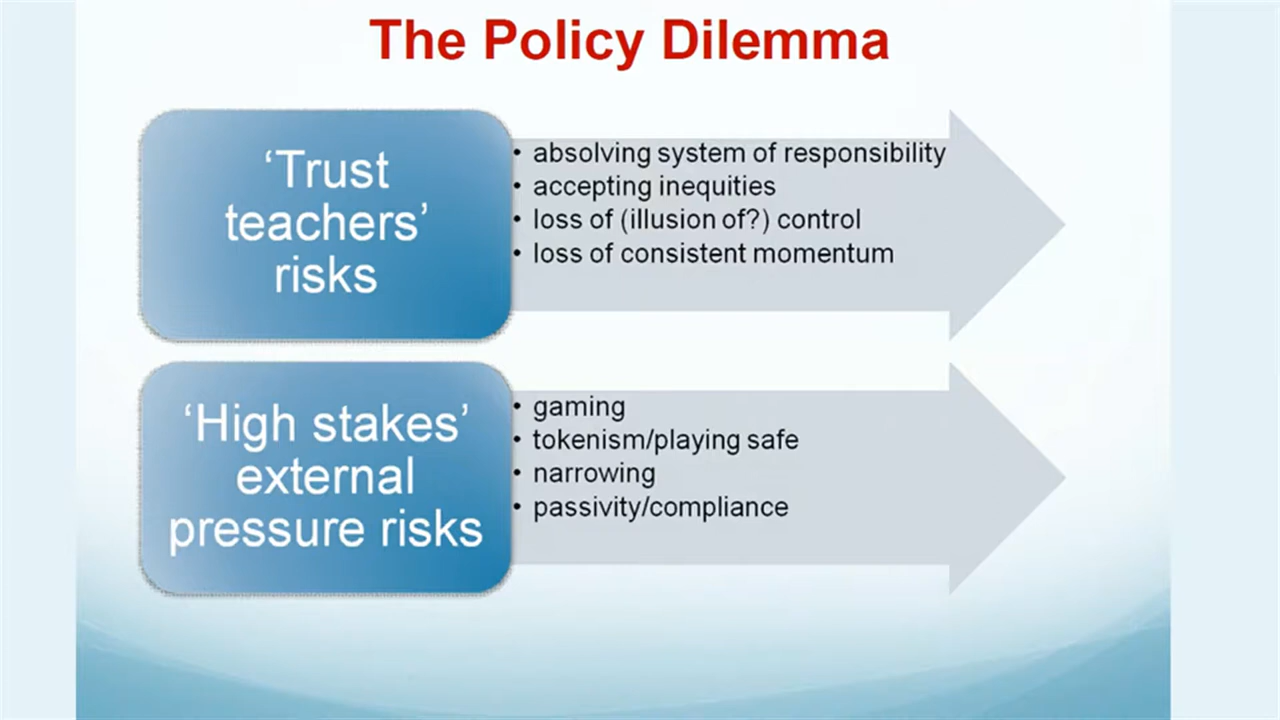 The Policy Dilemma
‘Trust
teachers’
risks
• absolving system of responsibility
• accepting inequities
• loss of (illusion of?) control
• loss of consistent momentum
‘High stakes’
external
pressure risks
• gaming
• tokenism/playing safe
• narrowing
• passivity/compliance